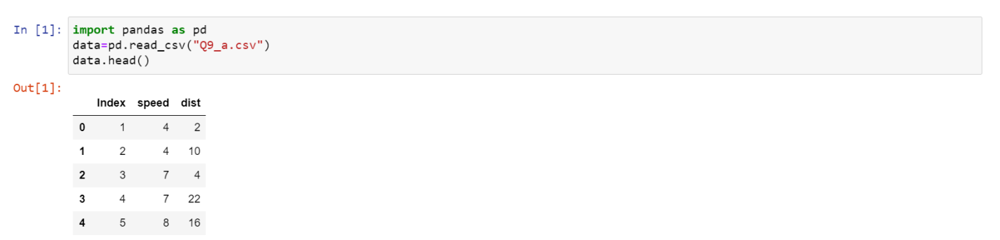 In [1]: import pandas as pd
data=pd.read_csv("Q9_a.csv")
data.head()
Out[1]:
Index speed dist
0 1 4 2
1 2 4 10
2 3 7 4
3 4 7 22
4 5 8 16